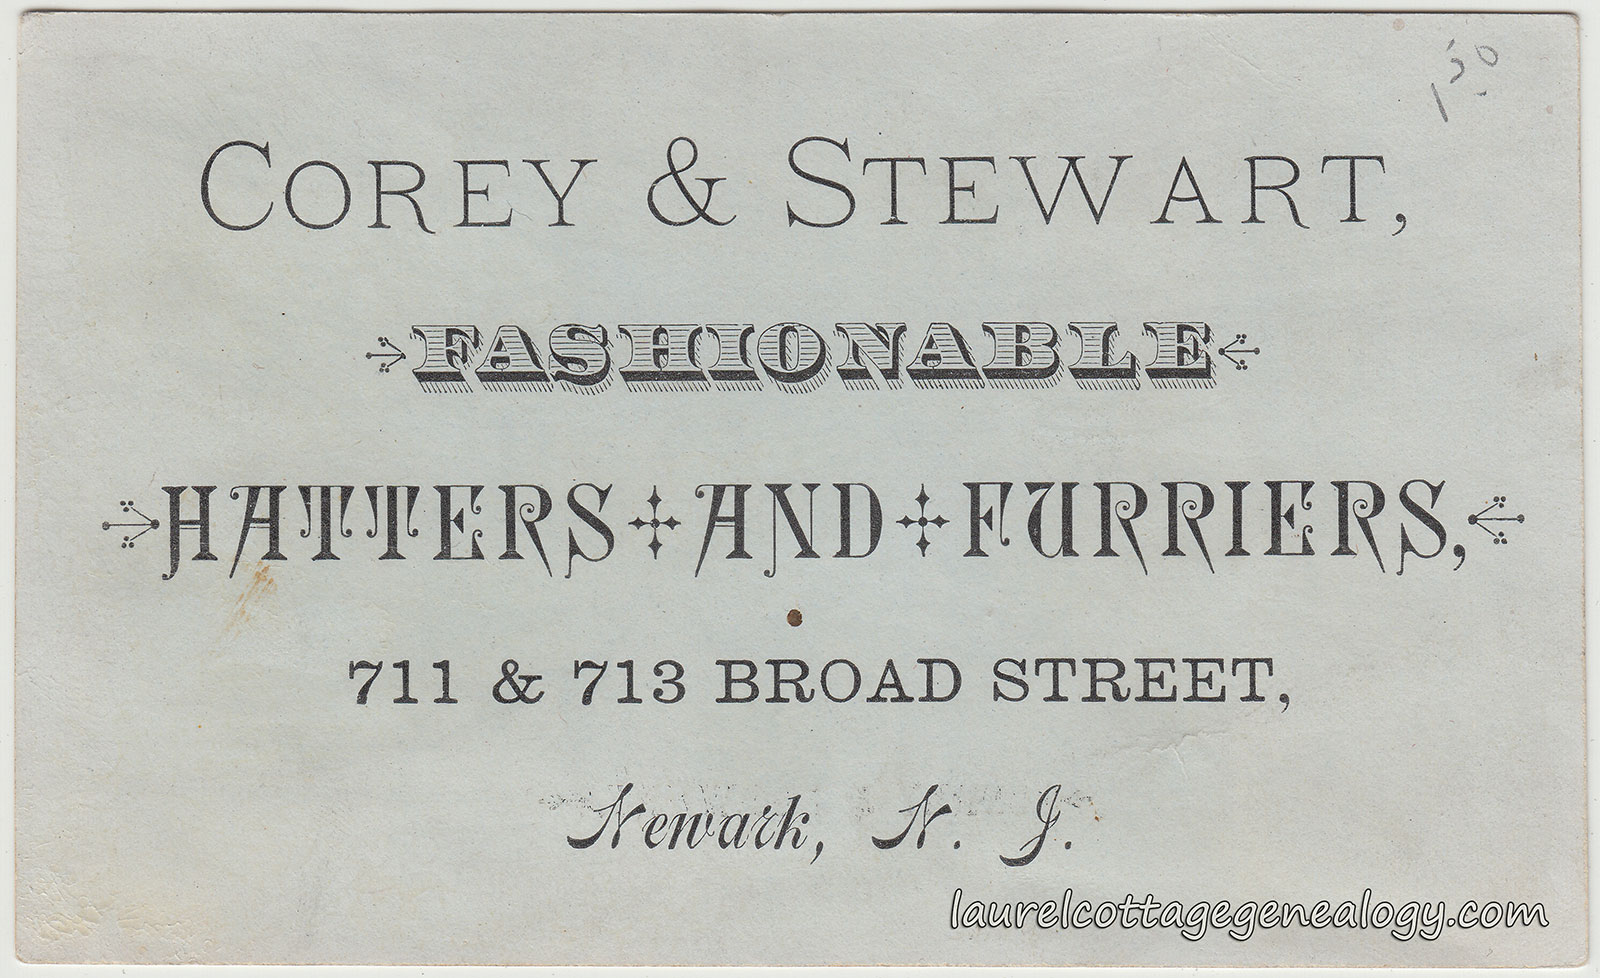 1 50
COREY & STEWART,
FASHIONABLE
HATTERS AND FURRIERS,
711 & 713 BROAD STREET,
Newark, N. J.
laurelcottagegenealogy.com